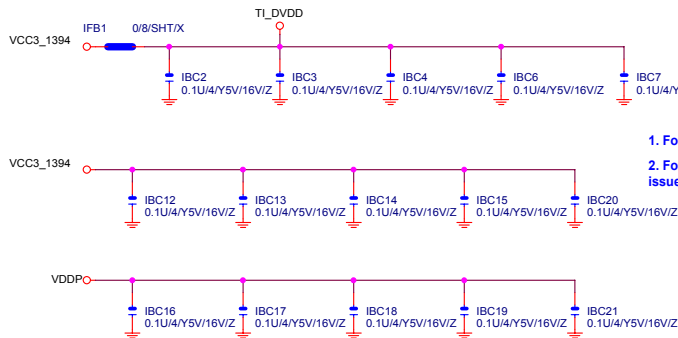 TI_DVDD
IFB1 0/8/SHT/X
VCC3_1394
IBC2 IBC3 IBC4 IBC6 IBC7
0.1U/4/Y5V/16V/Z 0.1U/4/Y5V/16V/Z 0.1U/4/Y5V/16V/Z 0.1U/4/Y5V/16V/Z 0.1U/4/Y
1. Fo
VCC3_1394
2. Fo
issue
IBC12 IBC13 IBC14 IBC15 IBC20
0.1U/4/Y5V/16V/Z 0.1U/4/Y5V/16V/Z 0.1U/4/Y5V/16V/Z 0.1U/4/Y5V/16V/Z 0.1U/4/Y5V/16V/Z
VDDP
IBC16 IBC17 IBC18 IBC19 IBC21
0.1U/4/Y5V/16V/Z 0.1U/4/Y5V/16V/Z 0.1U/4/Y5V/16V/Z 0.1U/4/Y5V/16V/Z 0.1U/4/Y5V/16V/Z